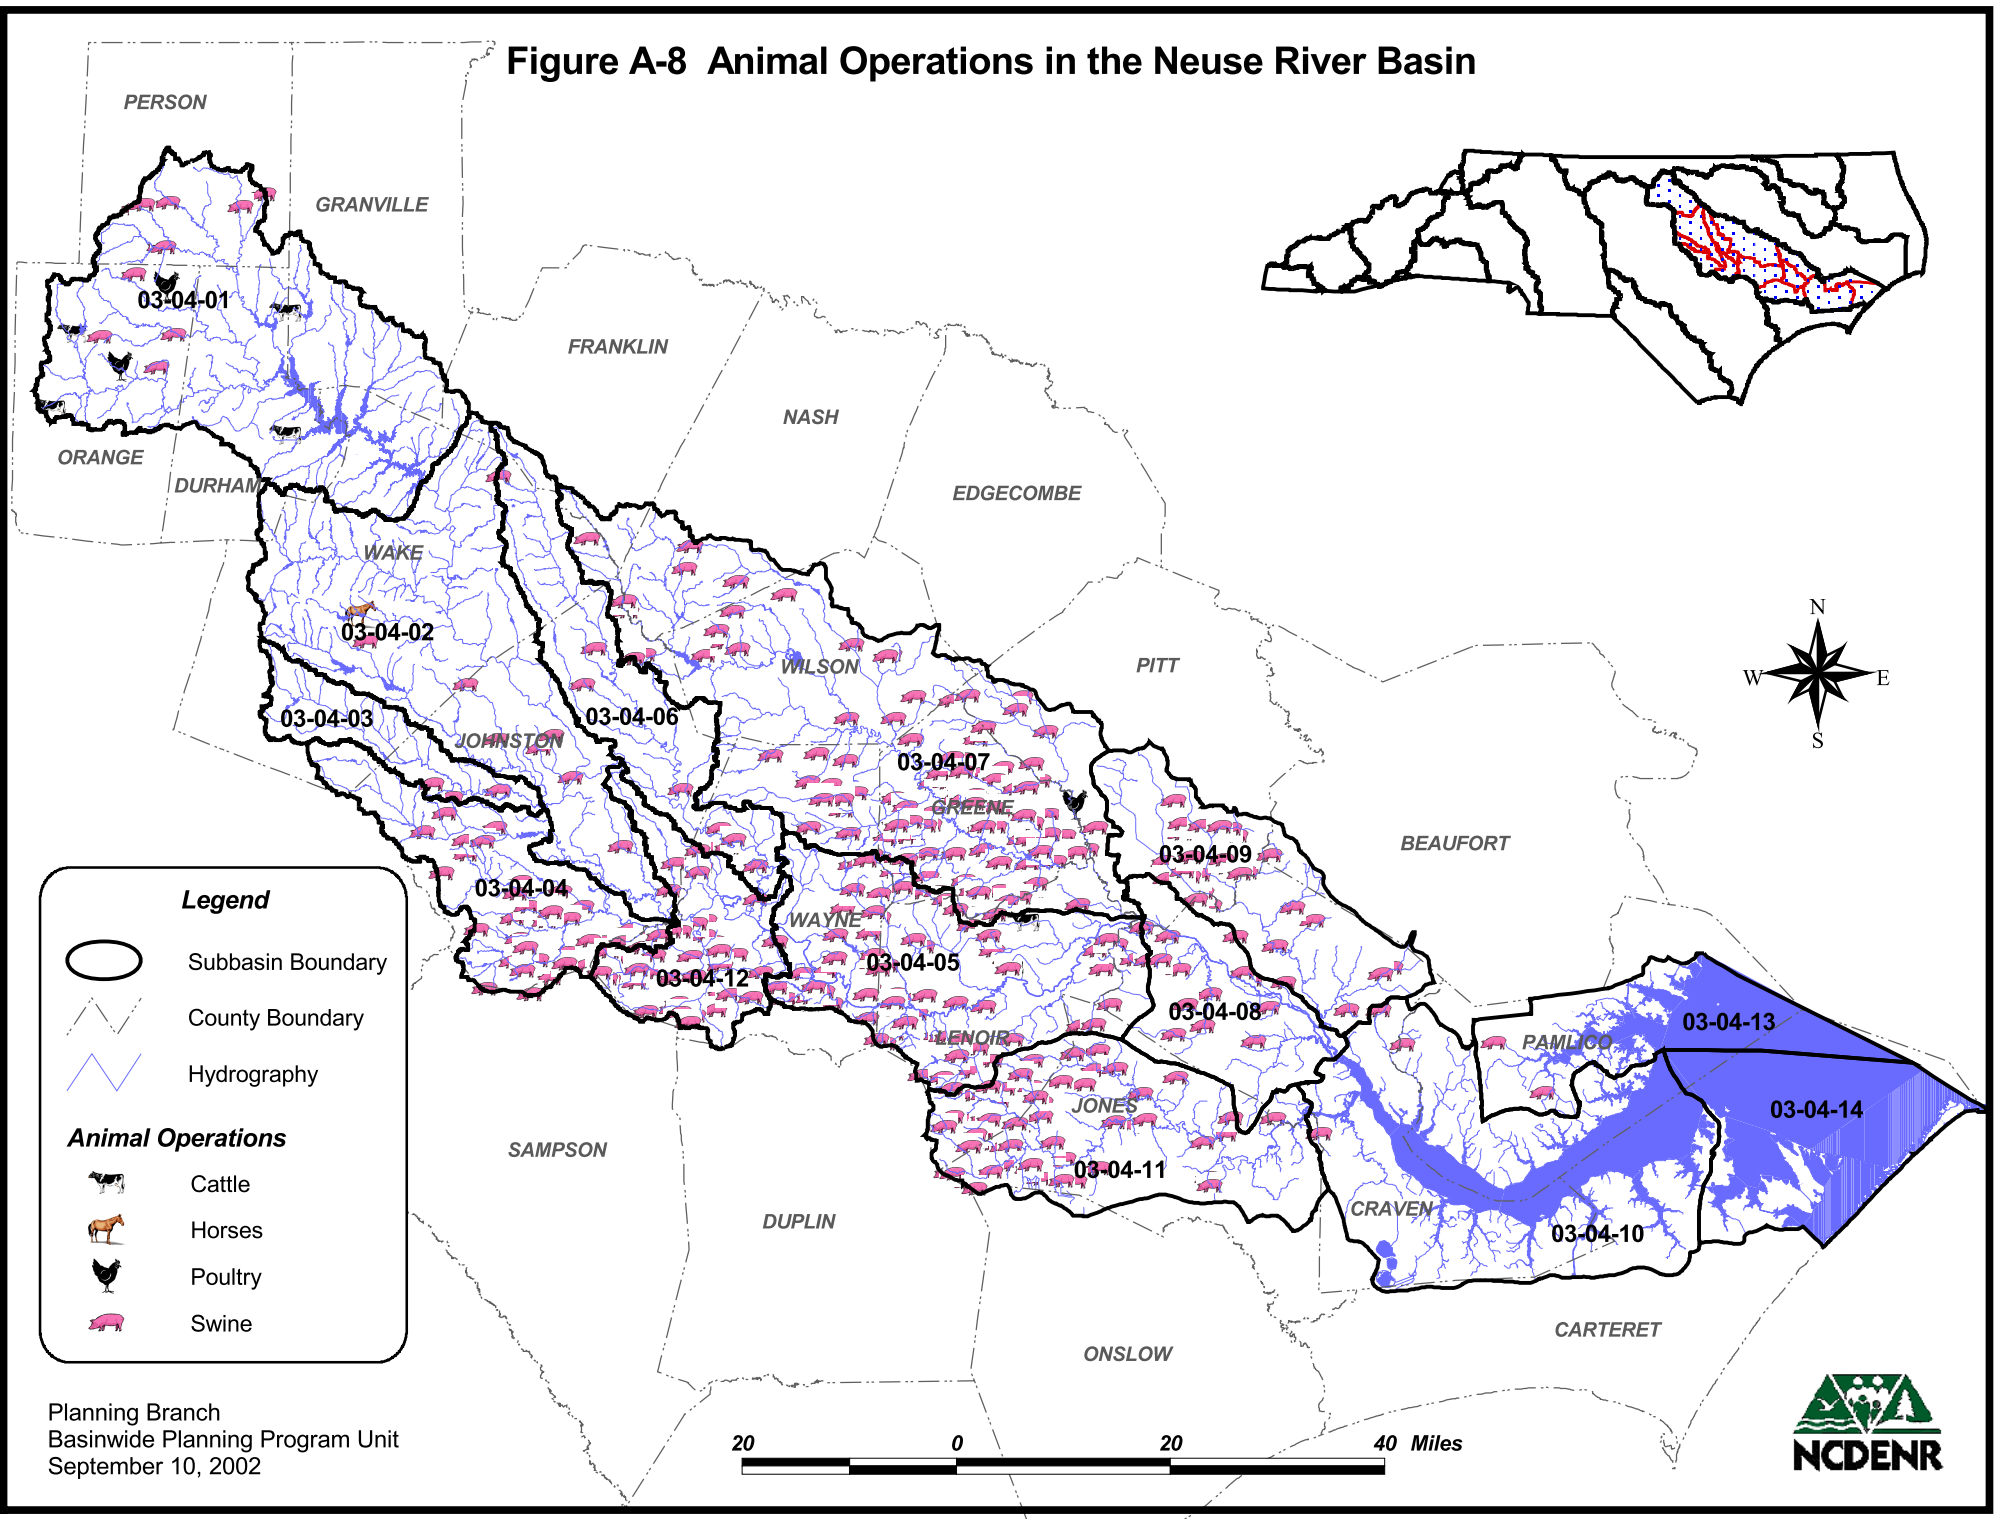 Figure A-8  Animal Operations in the Neuse River Basin
PERSON
GRANVILLE
03-04-01
FRANKLIN
NASH
ORANGE
DURHAM
EDGECOMBE
WAKE
N
03-04-02
WILSON
PITT
W
E
03-04-03
03-04-06
JOHNSTON
S
03-04-07
GREENE
BEAUFORT
03-04-09
03-04-04
WAYNE
03-04-05
03-04-12
03-04-08
03-04-13
LENOIR
PAMLICO
JONES
03-04-14
SAMPSON
03-04-11
CRAVEN
DUPLIN
03-04-10
CARTERET
ONSLOW
Legend
Subbasin Boundary
County Boundary
Hydrography
Animal Operations
Cattle
Horses
Poultry
Swine
Planning Branch
Basinwide Planning Program Unit
September 10, 2002
20 0 20 40 Miles
NCDENR